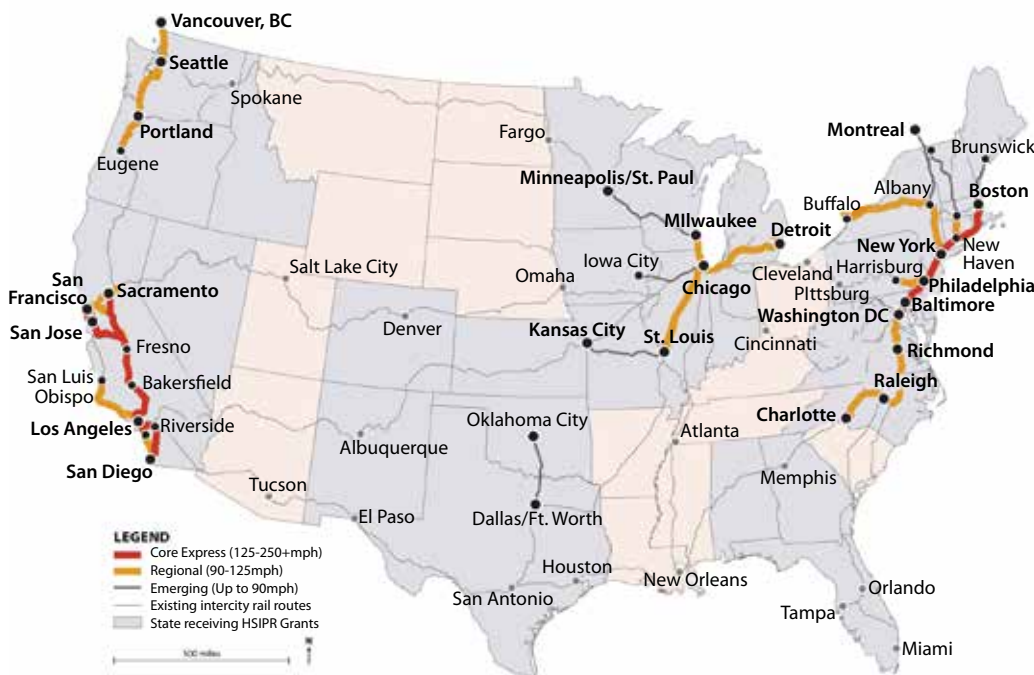 Vancouver, BC
Seattle
Spokane
Portland
Eugene
Fargo
Minneapolis/St. Paul
MIlwaukee
Detroit
Iowa City
Chicago
Omaha
Kansas City
St. Louis
Montreal
Brunswick
Albany
Boston
Buffalo
New York
New
Haven
Cleveland
Harrisburg
Philadelphia
PIttsburg
Baltimore
Washington DC
Cincinnati
Richmond
Raleigh
Charlotte
San
Francisco
Sacramento
San Jose
Fresno
San Luis
Obispo
Bakersfield
Los Angeles
Riverside
San Diego
Salt Lake City
Denver
Albuquerque
Tucson
El Paso
Oklahoma City
Dallas/Ft. Worth
Houston
San Antonio
New Orleans
Atlanta
Memphis
Orlando
Tampa
Miami
LEGEND
Core Express (125-250+mph)
Regional (90-125mph)
Emerging (Up to 90mph)
Existing intercity rail routes
State receiving HSIPR Grants
500 miles
N